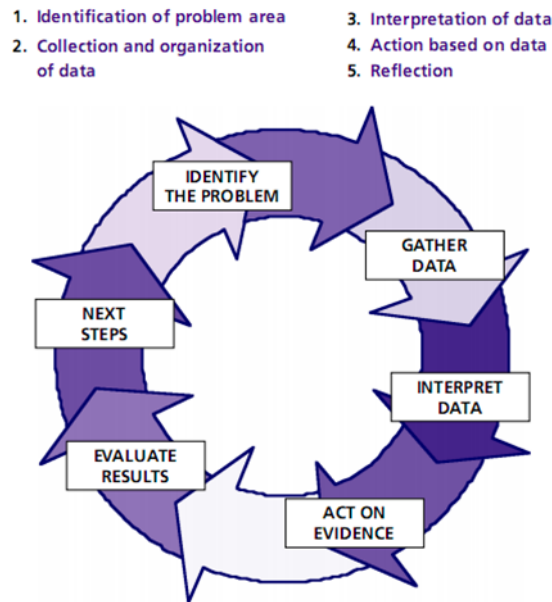 1. Identification of problem area
2. Collection and organization
of data
3. Interpretation of data
4. Action based on data
5. Reflection
IDENTIFY
THE PROBLEM
GATHER
DATA
INTERPRET
DATA
ACT ON
EVIDENCE
EVALUATE
RESULTS
NEXT
STEPS